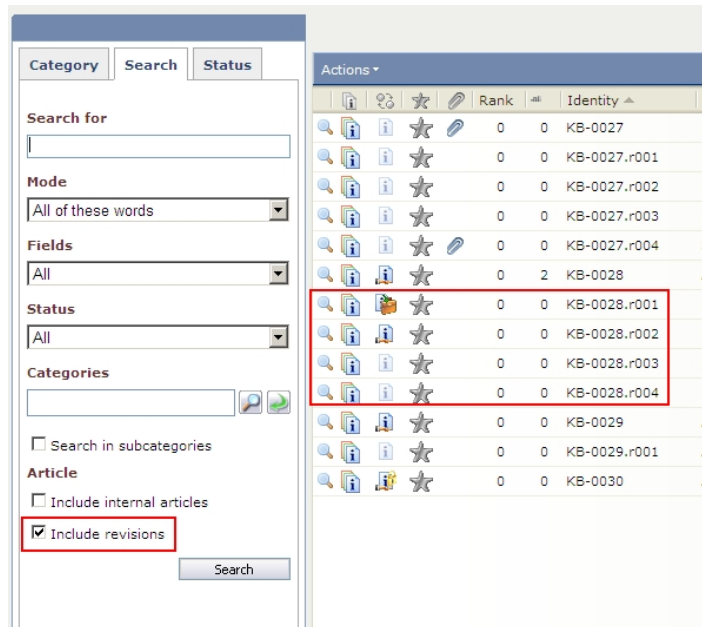 Category Search Status
Search for
Mode
All of these words
Fields
All
Status
All
Categories
Search in subcategories
Article
Include internal articles
Include revisions
Search
Actions
Rank Identity
0 0 KB-0027
0 0 KB-0027.r001
0 0 KB-0027.r002
0 0 KB-0027.r003
0 0 KB-0027.r004
0 2 KB-0028
0 0 KB-0028.r001
0 0 KB-0028.r002
0 0 KB-0028.r003
0 0 KB-0028.r004
0 0 KB-0029
0 0 KB-0029.r001
0 0 KB-0030